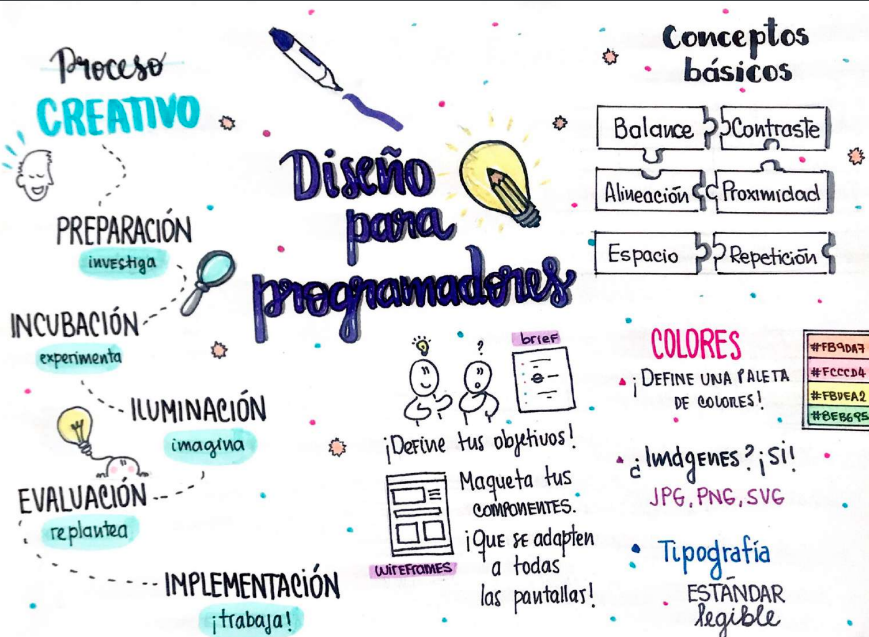 Proceso
CREATIVO
PREPARACIÓN
investiga
INCUBACIÓN
experimenta
ILUMINACIÓN
imagina
EVALUACIÓN
replantea
IMPLEMENTACIÓN
¡trabaja!
Diseño
para
programadores
brief
?
¡Define tus objetivos!
Maqueta tus
COMPONENTES.
¡QUE SE adapten
a todas
las pantallas!
WIREFRAMES
Conceptos
básicos
Balance
Contraste
Alineación
Proximidad
Espacio
Repetición
COLORES
¡DEFINE UNA PALETA
DE COLORES!
#FB9DA7
#FCCCD4
#FBDEA2
#8EB695
¿Imágenes? ¡SI!
JPG, PNG, SVG
Tipografía
ESTÁNDAR
legible